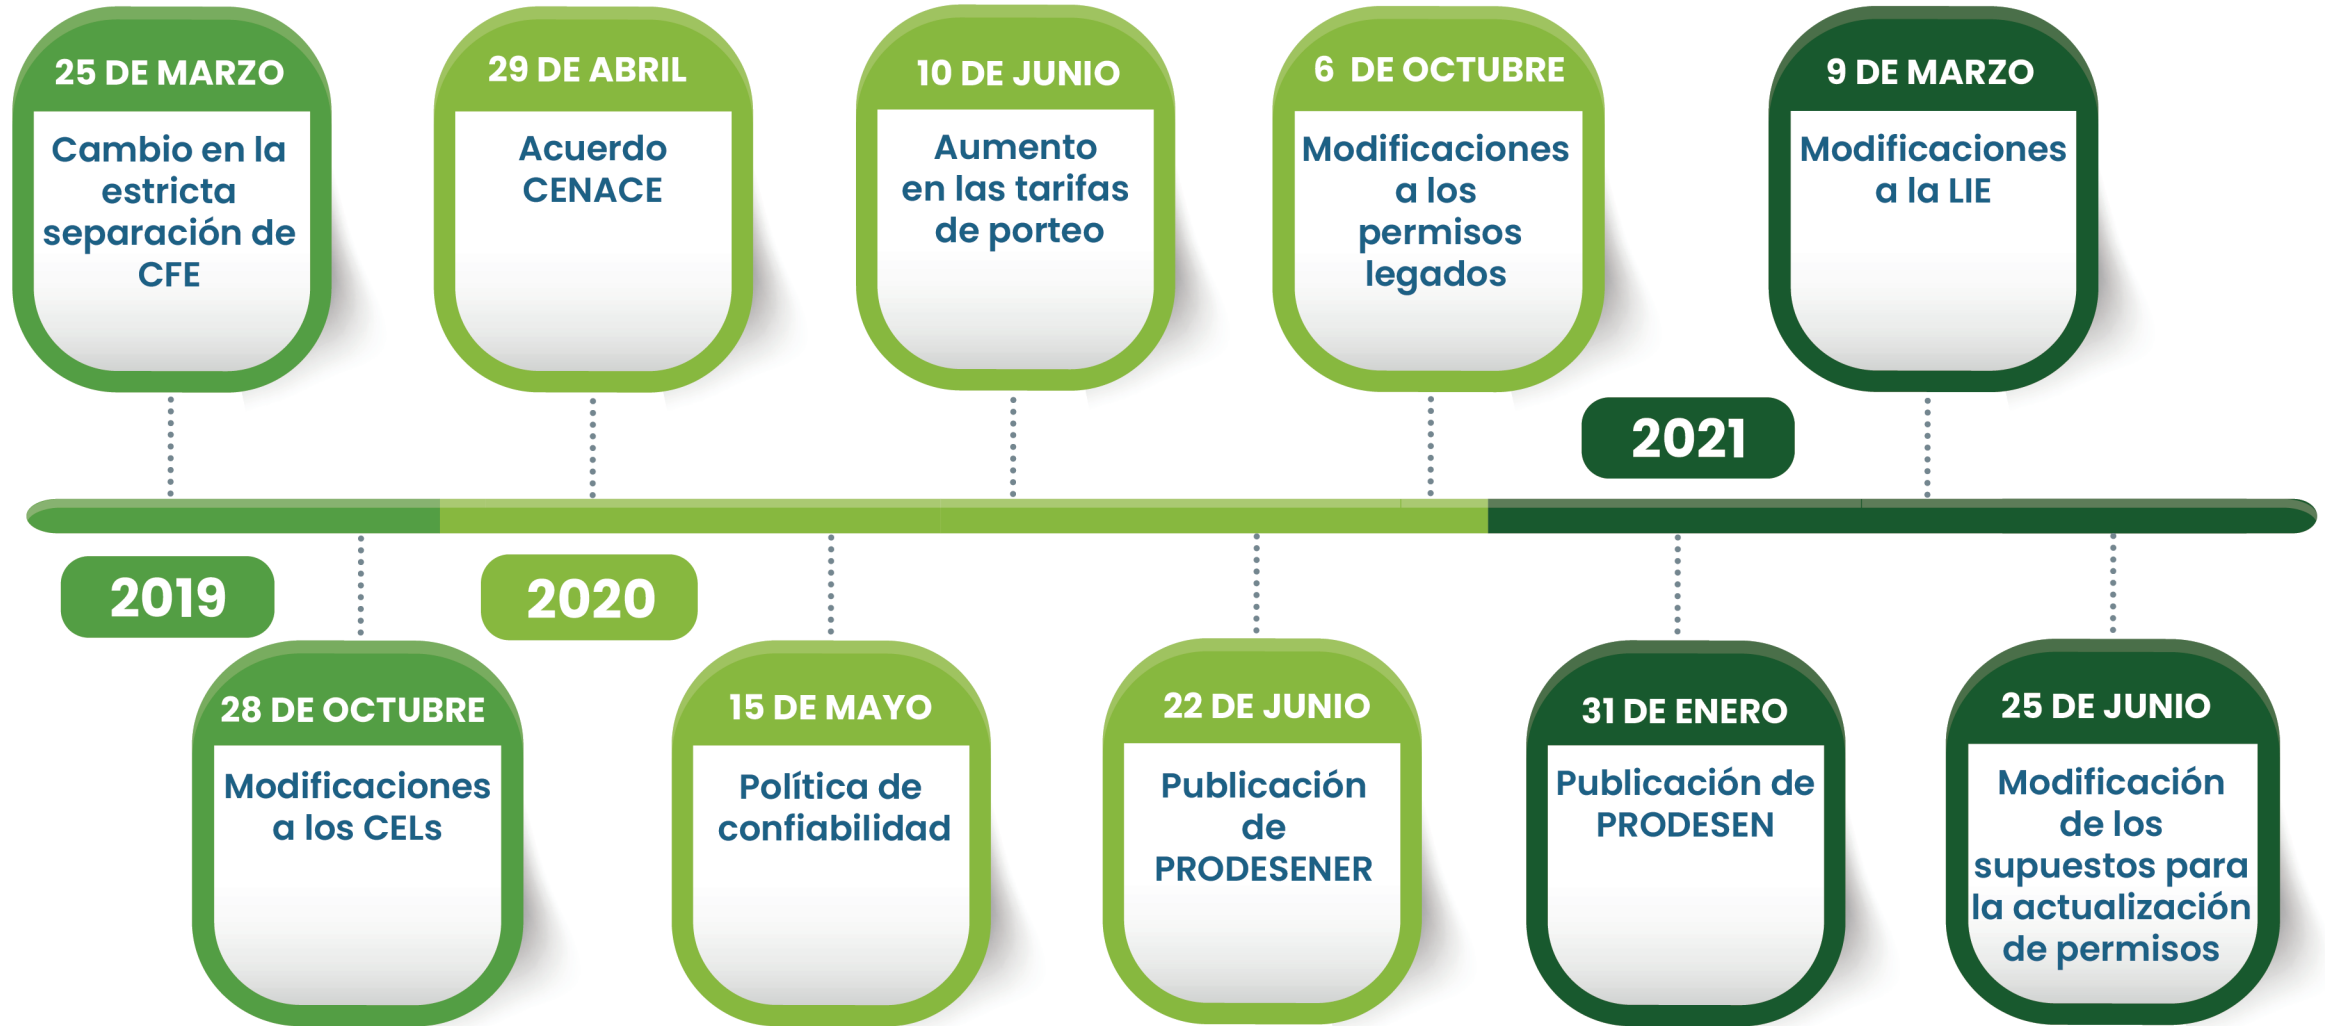 25 DE MARZO
Cambio en la
estricta
separación de
CFE
29 DE ABRIL
Acuerdo
CENACE
10 DE JUNIO
Aumento
en las tarifas
de porteo
6 DE OCTUBRE
Modificaciones
a los
permisos
legados
9 DE MARZO
Modificaciones
a la LIE
2021
2019
2020
28 DE OCTUBRE
Modificaciones
a los CELs
15 DE MAYO
Política de
confiabilidad
22 DE JUNIO
Publicación
de
PRODESENER
31 DE ENERO
Publicación de
PRODESEN
25 DE JUNIO
Modificación
de los
supuestos para
la actualización
de permisos